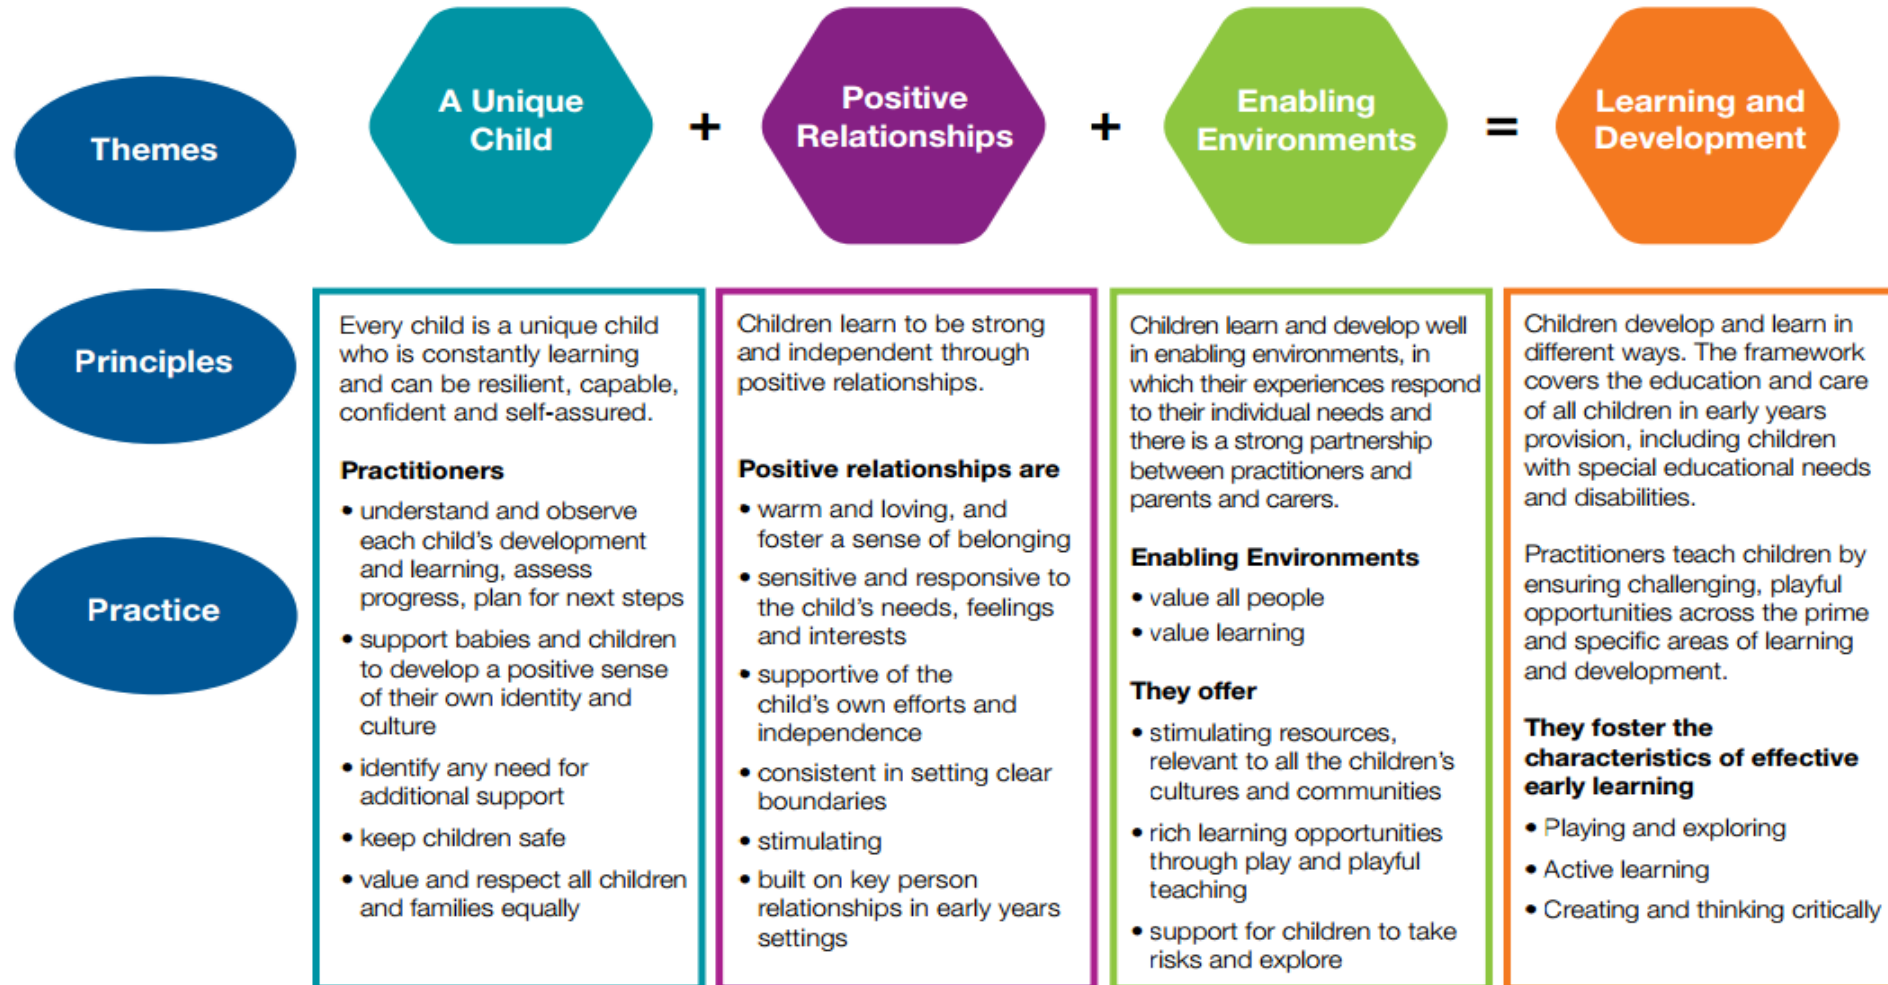 Themes
A Unique
Child
+
Positive
Relationships
+
Enabling
Environments
=
Learning and
Development
Principles
Practice
Every child is a unique child
who is constantly learning
and can be resilient, capable,
confident and self-assured.
Practitioners
• understand and observe
each child’s development
and learning, assess
progress, plan for next steps
• support babies and children
to develop a positive sense
of their own identity and
culture
• identify any need for
additional support
• keep children safe
• value and respect all children
and families equally
Children learn to be strong
and independent through
positive relationships.
Positive relationships are
• warm and loving, and
foster a sense of belonging
• sensitive and responsive to
the child’s needs, feelings
and interests
• supportive of the
child’s own efforts and
independence
• consistent in setting clear
boundaries
• stimulating
• built on key person
relationships in early years
settings
Children learn and develop well
in enabling environments, in
which their experiences respond
to their individual needs and
there is a strong partnership
between practitioners and
parents and carers.
Enabling Environments
• value all people
• value learning
They offer
• stimulating resources,
relevant to all the children’s
cultures and communities
• rich learning opportunities
through play and playful
teaching
• support for children to take
risks and explore
Children develop and learn in
different ways. The framework
covers the education and care
of all children in early years
provision, including children
with special educational needs
and disabilities.
Practitioners teach children by
ensuring challenging, playful
opportunities across the prime
and specific areas of learning
and development.
They foster the
characteristics of effective
early learning
• Playing and exploring
• Active learning
• Creating and thinking critically